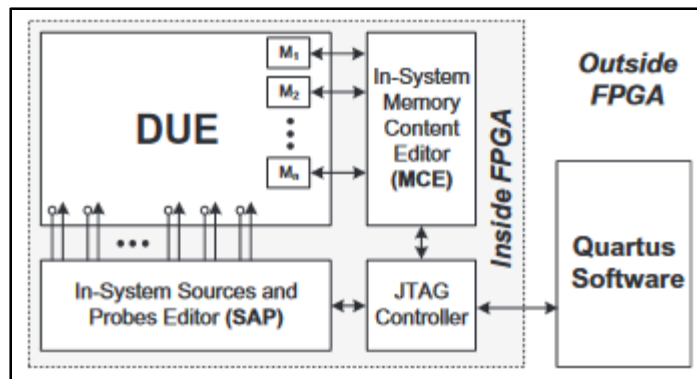 DUE
M1
M2
Mn
In-System
Memory
Content
Editor
(MCE)
Inside FPGA
Outside
FPGA
Quartus
Software
In-System Sources and
Probes Editor (SAP)
JTAG
Controller